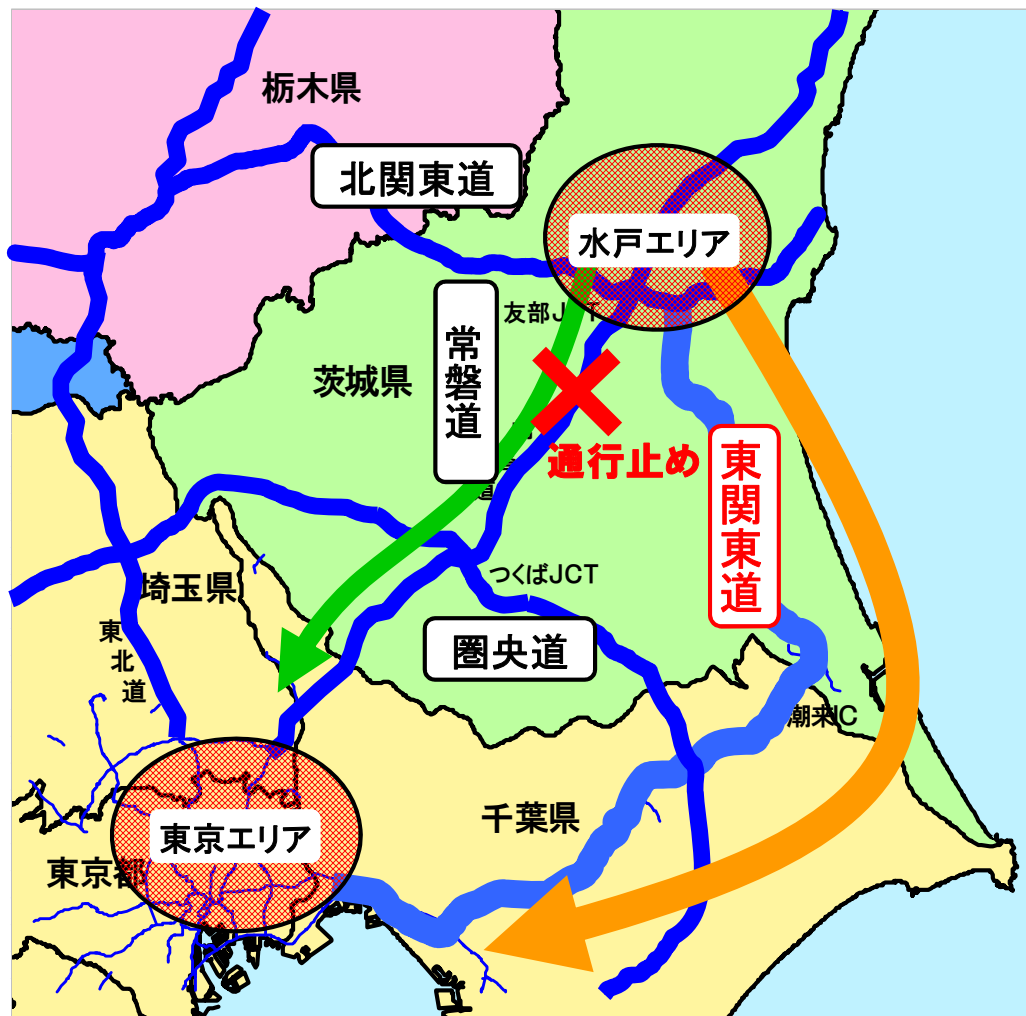 栃木県
北関東道
水戸エリア
友部J
T
常磐道
茨城県
通行止め
東関東道
つくばJCT
埼玉県
圏央道
東北道
潮来IC
千葉県
東京エリア
東京都